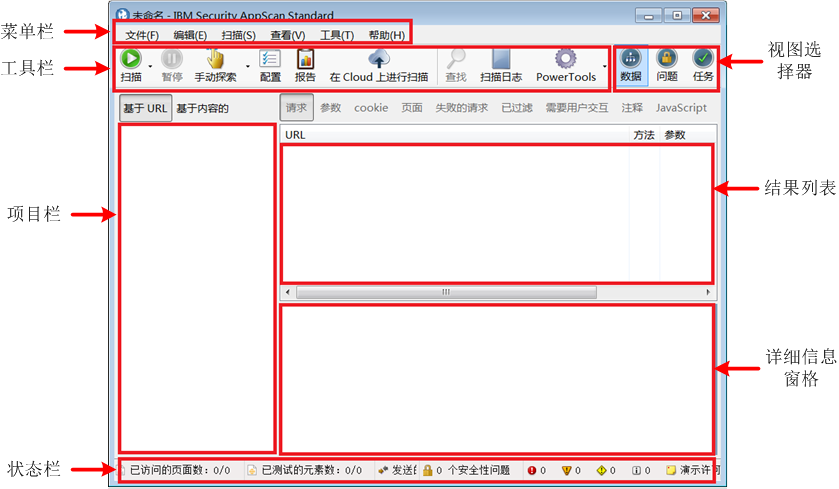 未命名 - IBM Security AppScan Standard
菜单栏
文件(F) 编辑(E) 扫描(S) 查看(V) 工具(T) 帮助(H)
工具栏
扫描 暂停 手动探索 配置 报告 在 Cloud 上进行扫描 查找 扫描日志 PowerTools
数据 问题 任务
视图选
择器
基于 URL 基于内容的
请求 参数 cookie 页面 失败的请求 已过滤 需要用户交互 注释 JavaScript
URL 方法 参数
项目栏
结果列表
详细信息
窗格
状态栏
已访问的页面数: 0/0 已测试的元素数: 0/0 发送的 0 个安全性问题 0 0 0 0 演示许可